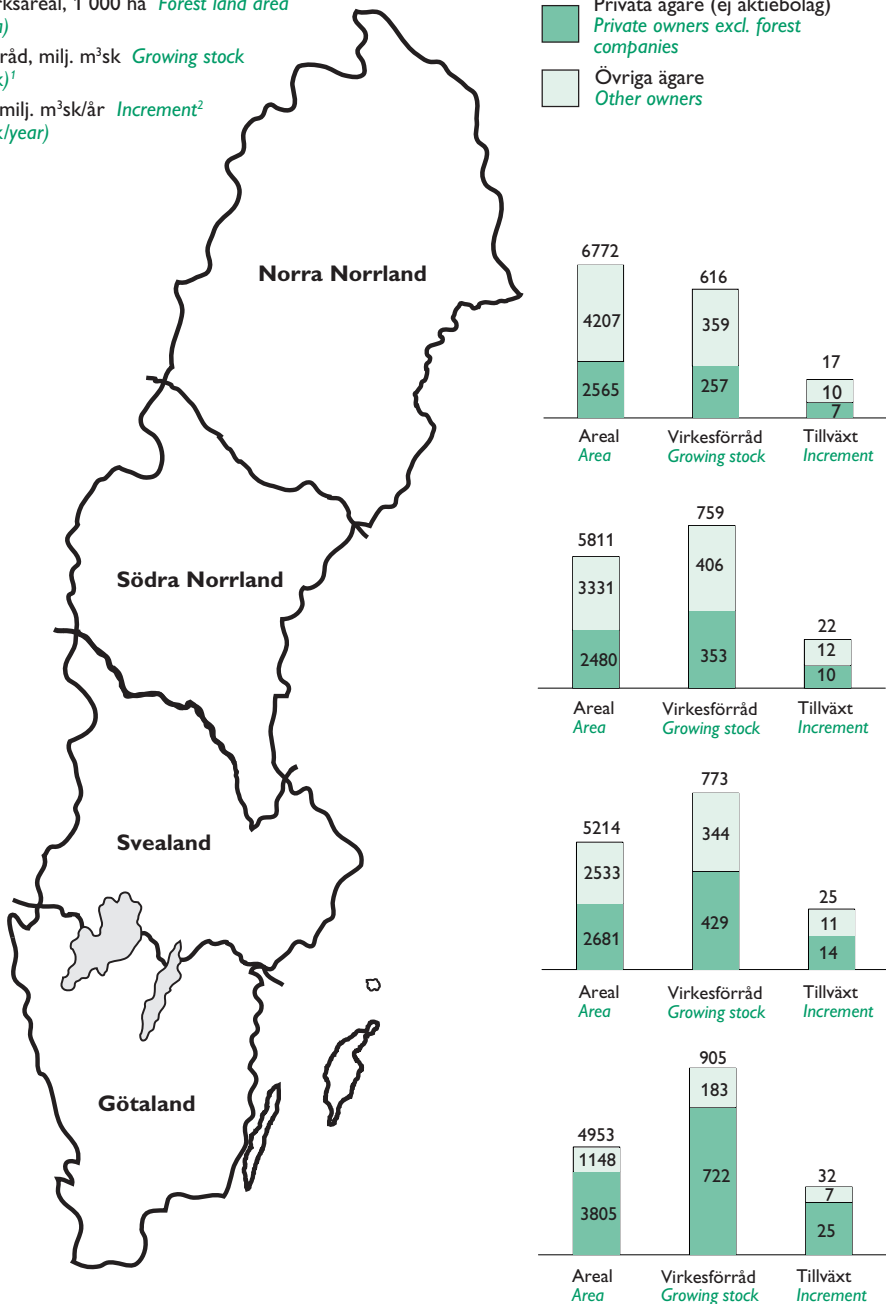 1 000 ha Forest land area
milj. m³sk Growing stock
milj. m³sk/år Increment²
Privata ägare (ej aktiebolag)
Private owners excl. forest
companies
Övriga ägare
Other owners
Norra Norrland
6772
4207
2565
616
359
257
17
10
7
Areal
Area
Virkesförråd
Growing stock
Tillväxt
Increment
Södra Norrland
5811
3331
2480
759
406
353
22
12
10
Areal
Area
Virkesförråd
Growing stock
Tillväxt
Increment
Svealand
5214
2533
2681
773
344
429
25
11
14
Areal
Area
Virkesförråd
Growing stock
Tillväxt
Increment
Götaland
4953
1148
3805
905
183
722
32
7
25
Areal
Area
Virkesförråd
Growing stock
Tillväxt
Increment